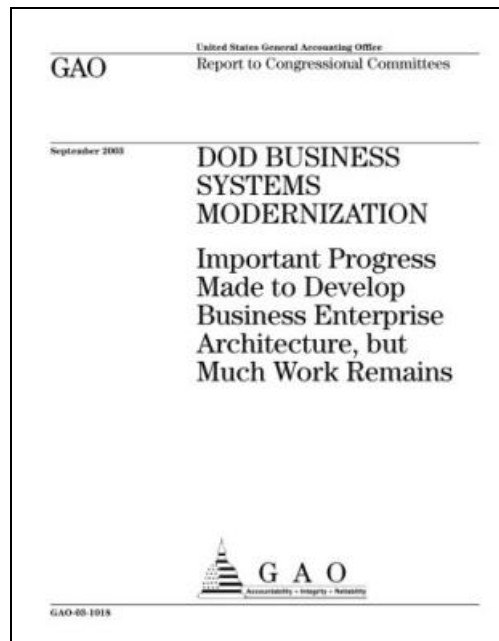 United States General Accounting Office
GAO
Report to Congressional Committees
September 2003
DOD BUSINESS
SYSTEMS
MODERNIZATION
Important Progress
Made to Develop
Business Enterprise
Architecture, but
Much Work Remains
G A O
Accountability • Integrity • Reliability
GAO-03-1018